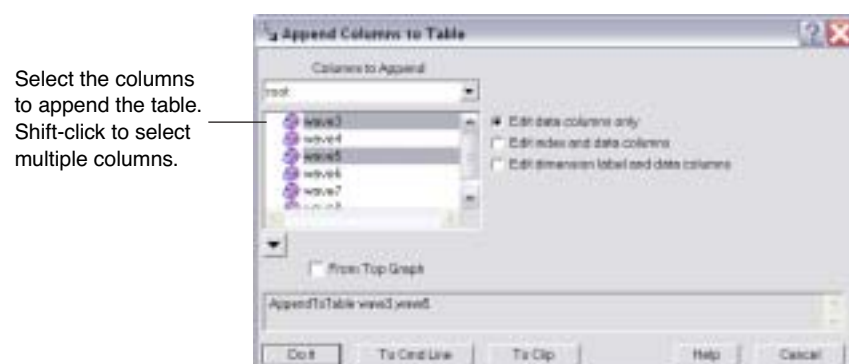 Append Columns to Table
Select the columns
to append the table.
Shift-click to select
multiple columns.
Columns to Append
root
wave3
wave4
wave5
wave6
wave7
wave8
Edit data columns only
Edit index and data columns
Edit dimension label and data columns
From Top Graph
AppendToTable wave3,wave5
Do It
To Cmd Line
To Clip
Help
Cancel